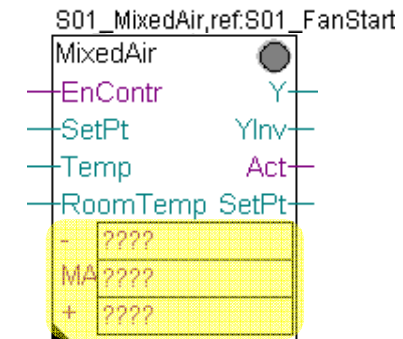 S01_MixedAir,ref:S01_FanStart
MixedAir
EnContr Y
SetPt YInv
Temp Act
RoomTemp SetPt
- ????
MA ????
+ ????